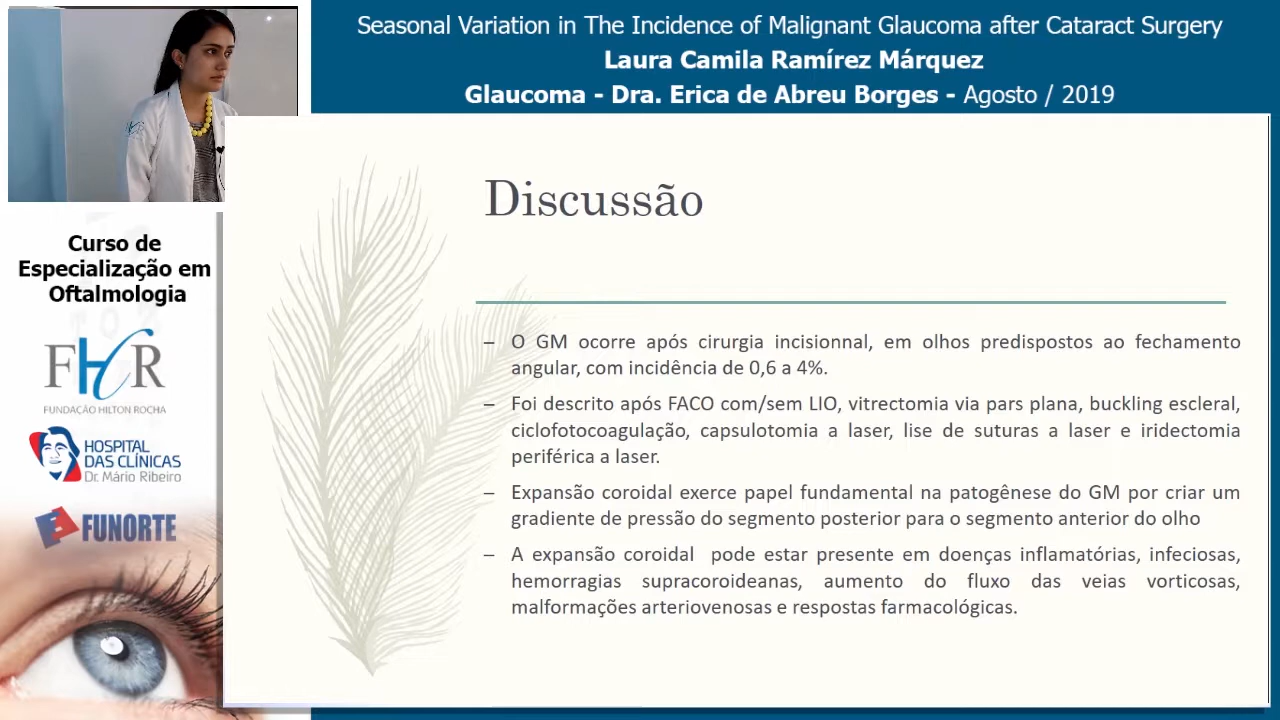 Seasonal Variation in The Incidence of Malignant Glaucoma after Cataract Surgery
Laura Camila Ramírez Márquez
Glaucoma - Dra. Erica de Abreu Borges - Agosto / 2019
Curso de
Especialização em
Oftalmologia
FHR
FUNDAÇÃO HILTON ROCHA
HOSPITAL
DAS CLÍNICAS
Dr. Mário Ribeiro
FUNORTE
Discussão
– O GM ocorre após cirurgia incisionnal, em olhos predispostos ao fechamento
angular, com incidência de 0,6 a 4%.
– Foi descrito após FACO com/sem LIO, vitrectomia via pars plana, buckling escleral,
ciclofotocoagulação, capsulotomia a laser, lise de suturas a laser e iridectomia
periférica a laser.
– Expansão coroidal exerce papel fundamental na patogênese do GM por criar um
gradiente de pressão do segmento posterior para o segmento anterior do olho
– A expansão coroidal pode estar presente em doenças inflamatórias, infeciosas,
hemorragias supracoroideanas, aumento do fluxo das veias vorticosas,
malformações arteriovenosas e respostas farmacológicas.